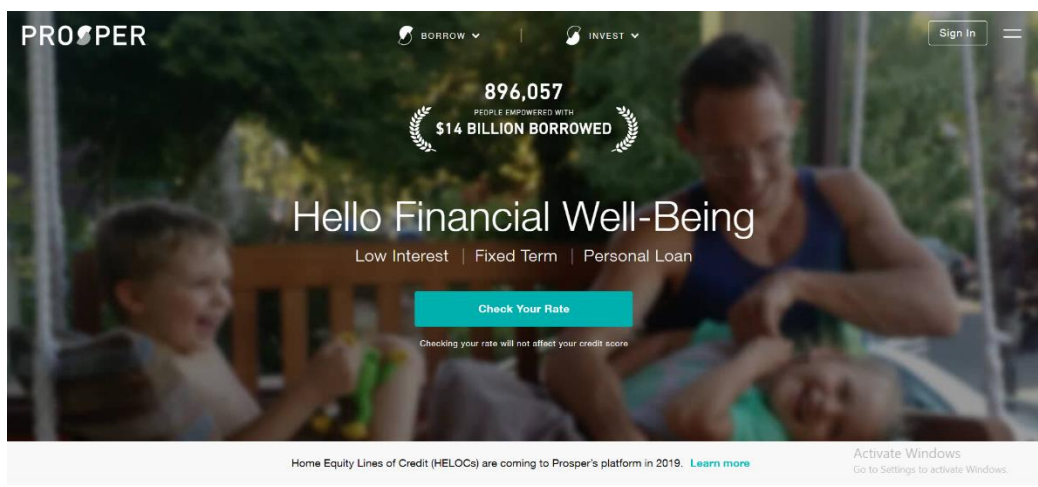 PROSPER
BORROW
INVEST
Sign In
896,057
PEOPLE EMPOWERED WITH
$14 BILLION BORROWED
Hello Financial Well-Being
Low Interest | Fixed Term | Personal Loan
Check Your Rate
Checking your rate will not affect your credit score
Home Equity Lines of Credit (HELOCs) are coming to Prosper's platform in 2019. Learn more
Activate Windows
Go to Settings to activate Windows.